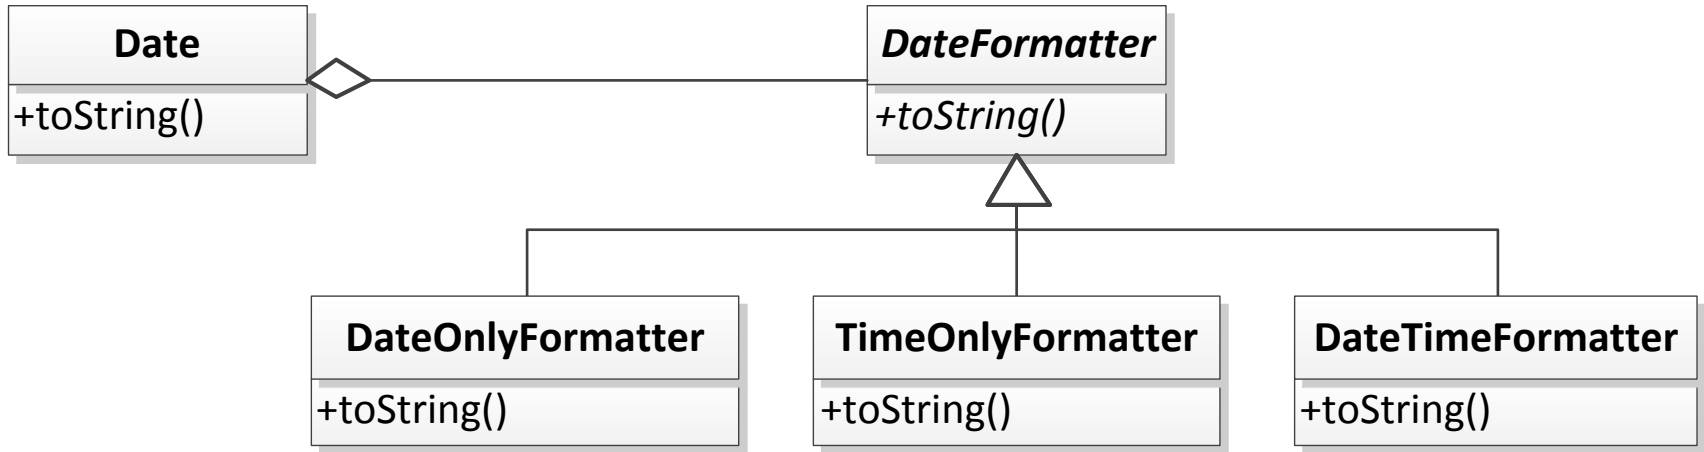 Date
+toString()
DateFormatter
+toString()
DateOnlyFormatter
+toString()
TimeOnlyFormatter
+toString()
DateTimeFormatter
+toString()